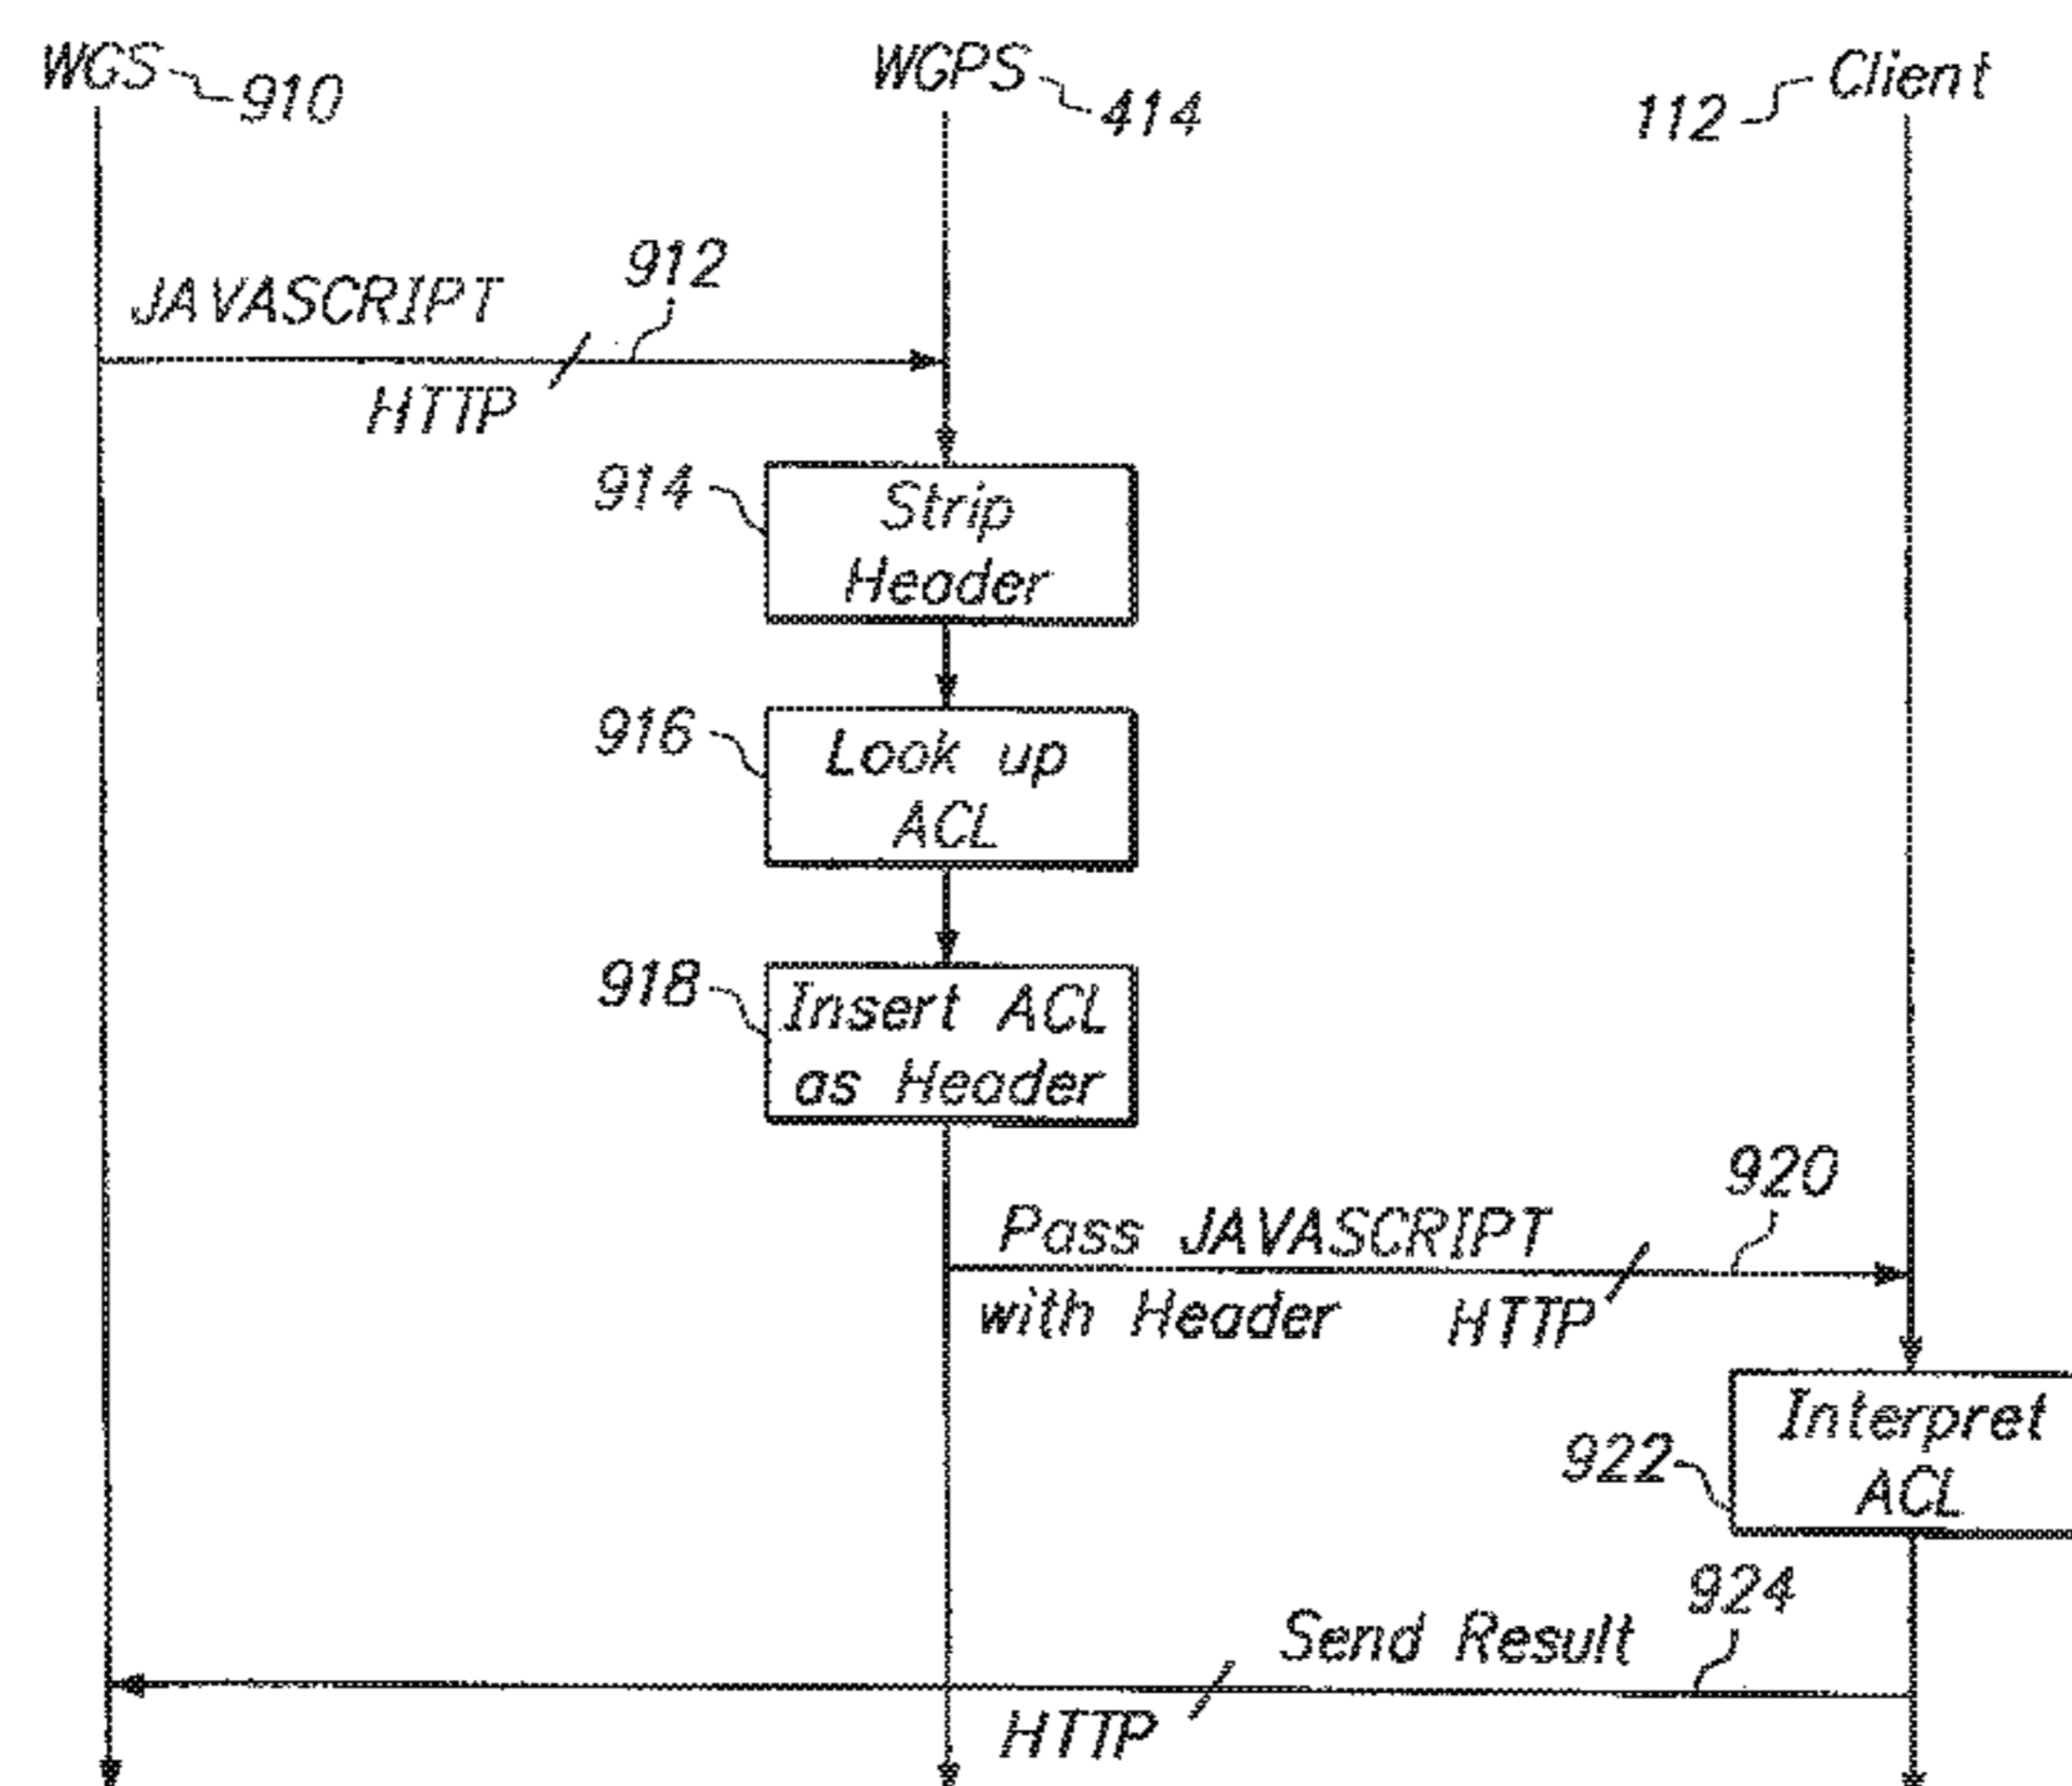 WGS 910
WGPS 414
112 Client
912
JAVASCRIPT
HTTP
914
Strip
Header
916
Look up
ACL
918
Insert ACL
as Header
920
Pass JAVASCRIPT
with Header HTTP
Interpret
922
ACL
924
Send Result
HTTP